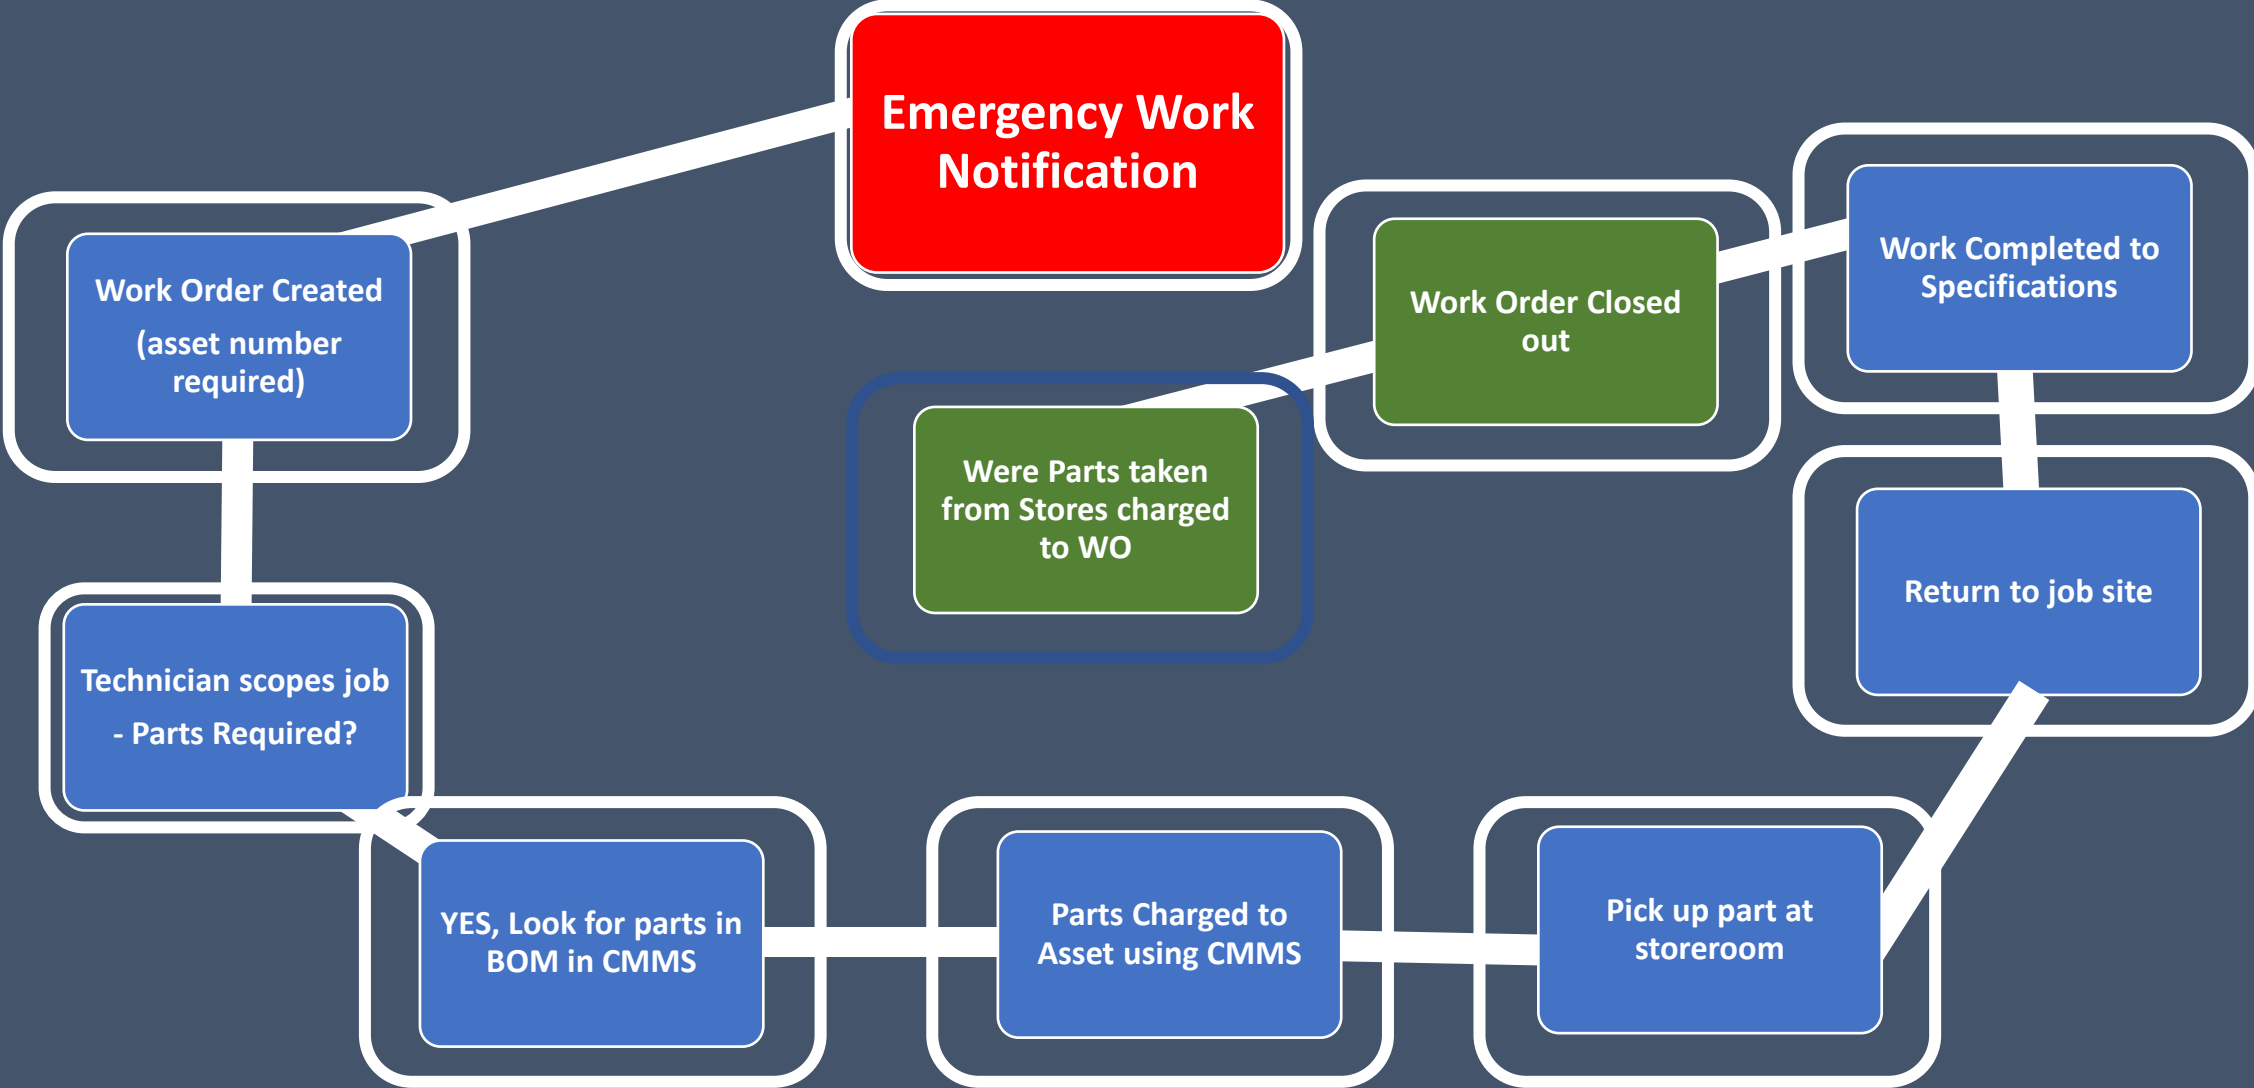 Emergency Work
Notification
Work Order Created
(asset number
required)
Technician scopes job
- Parts Required?
YES, Look for parts in
BOM in CMMS
Parts Charged to
Asset using CMMS
Pick up part at
storeroom
Return to job site
Work Completed to
Specifications
Work Order Closed
out
Were Parts taken
from Stores charged
to WO